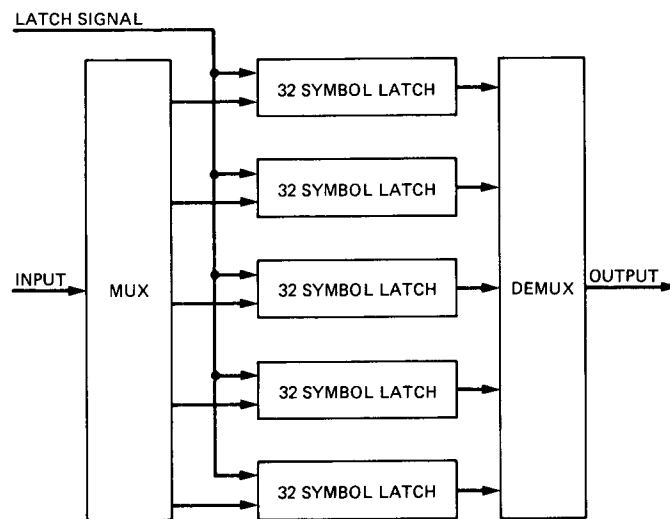 LATCH SIGNAL
32 SYMBOL LATCH
32 SYMBOL LATCH
INPUT
MUX
32 SYMBOL LATCH
DEMUX
OUTPUT
32 SYMBOL LATCH
32 SYMBOL LATCH